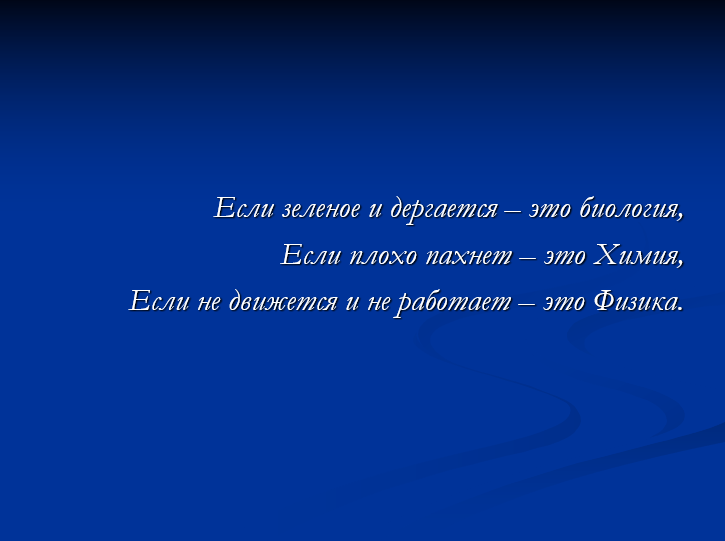 Если зеленое и дергается – это биология,
Если плохо пахнет – это Химия,
Если не движется и не работает – это Физика.